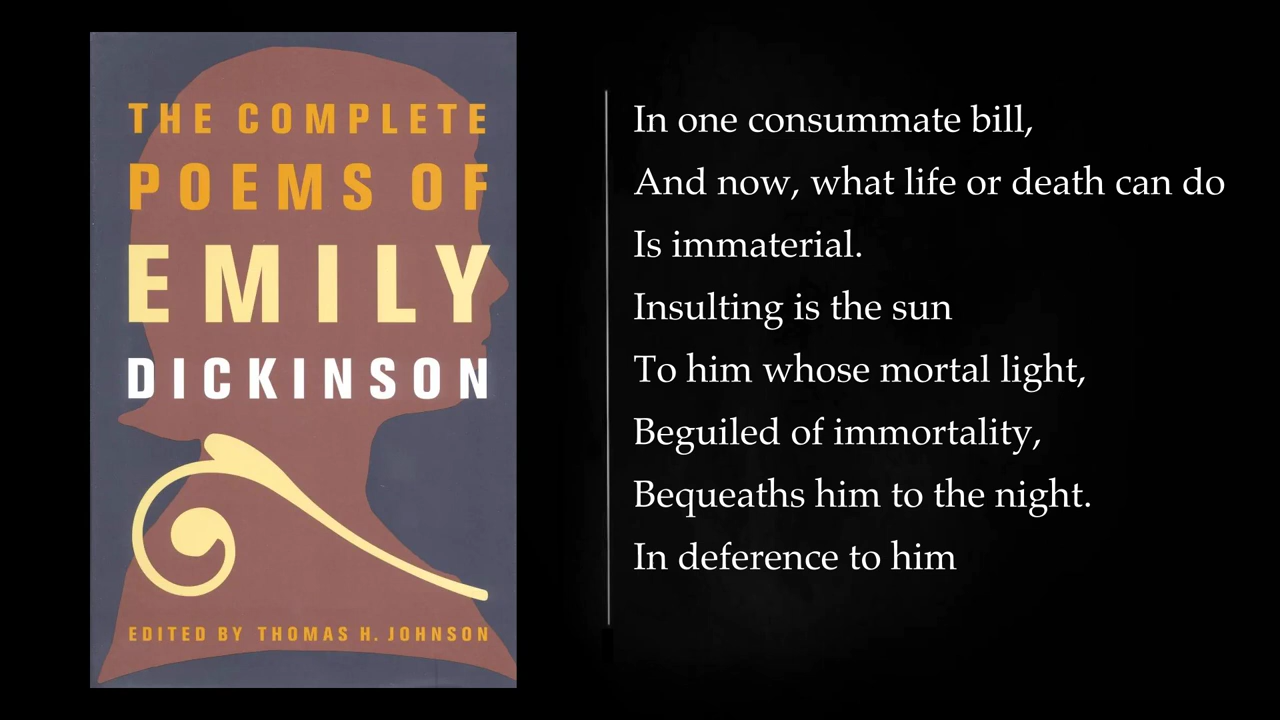 THE COMPLETE
POEMS OF
EMILY
DICKINSON
EDITED BY THOMAS H. JOHNSON
In one consummate bill,
And now, what life or death can do
Is immaterial.
Insulting is the sun
To him whose mortal light,
Beguiled of immortality,
Bequeaths him to the night.
In deference to him